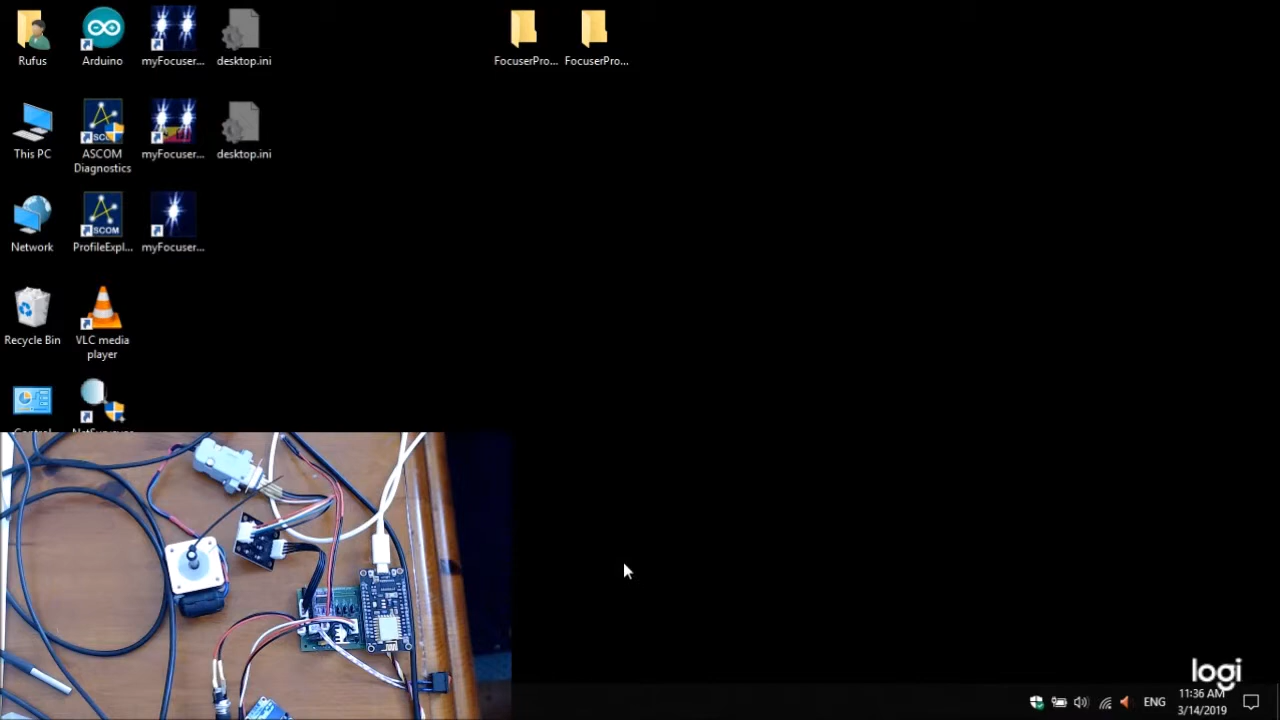 Rufus
Arduino
myFocuser...
desktop.ini
FocuserPro...
FocuserPro...
This PC
ASCOM
Diagnostics
myFocuser...
desktop.ini
Network
ProfileExpl...
myFocuser...
Recycle Bin
VLC media
player
logi
11:36 AM
ENG
3/14/2019